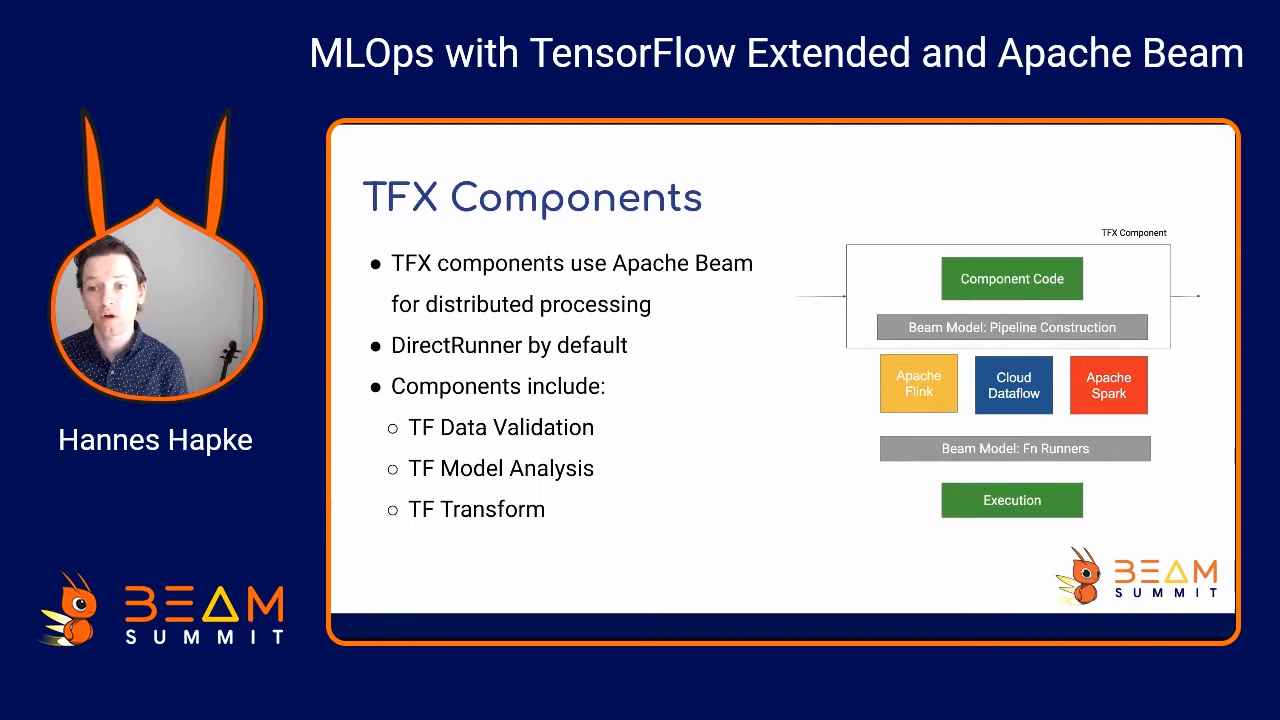 MLOps with TensorFlow Extended and Apache Beam
Hannes Hapke
BEAM
SUMMIT
TFX Components
● TFX components use Apache Beam
for distributed processing
● DirectRunner by default
● Components include:
○ TF Data Validation
○ TF Model Analysis
○ TF Transform
TFX Component
Component Code
Beam Model: Pipeline Construction
Apache
Flink
Cloud
Dataflow
Apache
Spark
Beam Model: Fn Runners
Execution
BEAM
SUMMIT